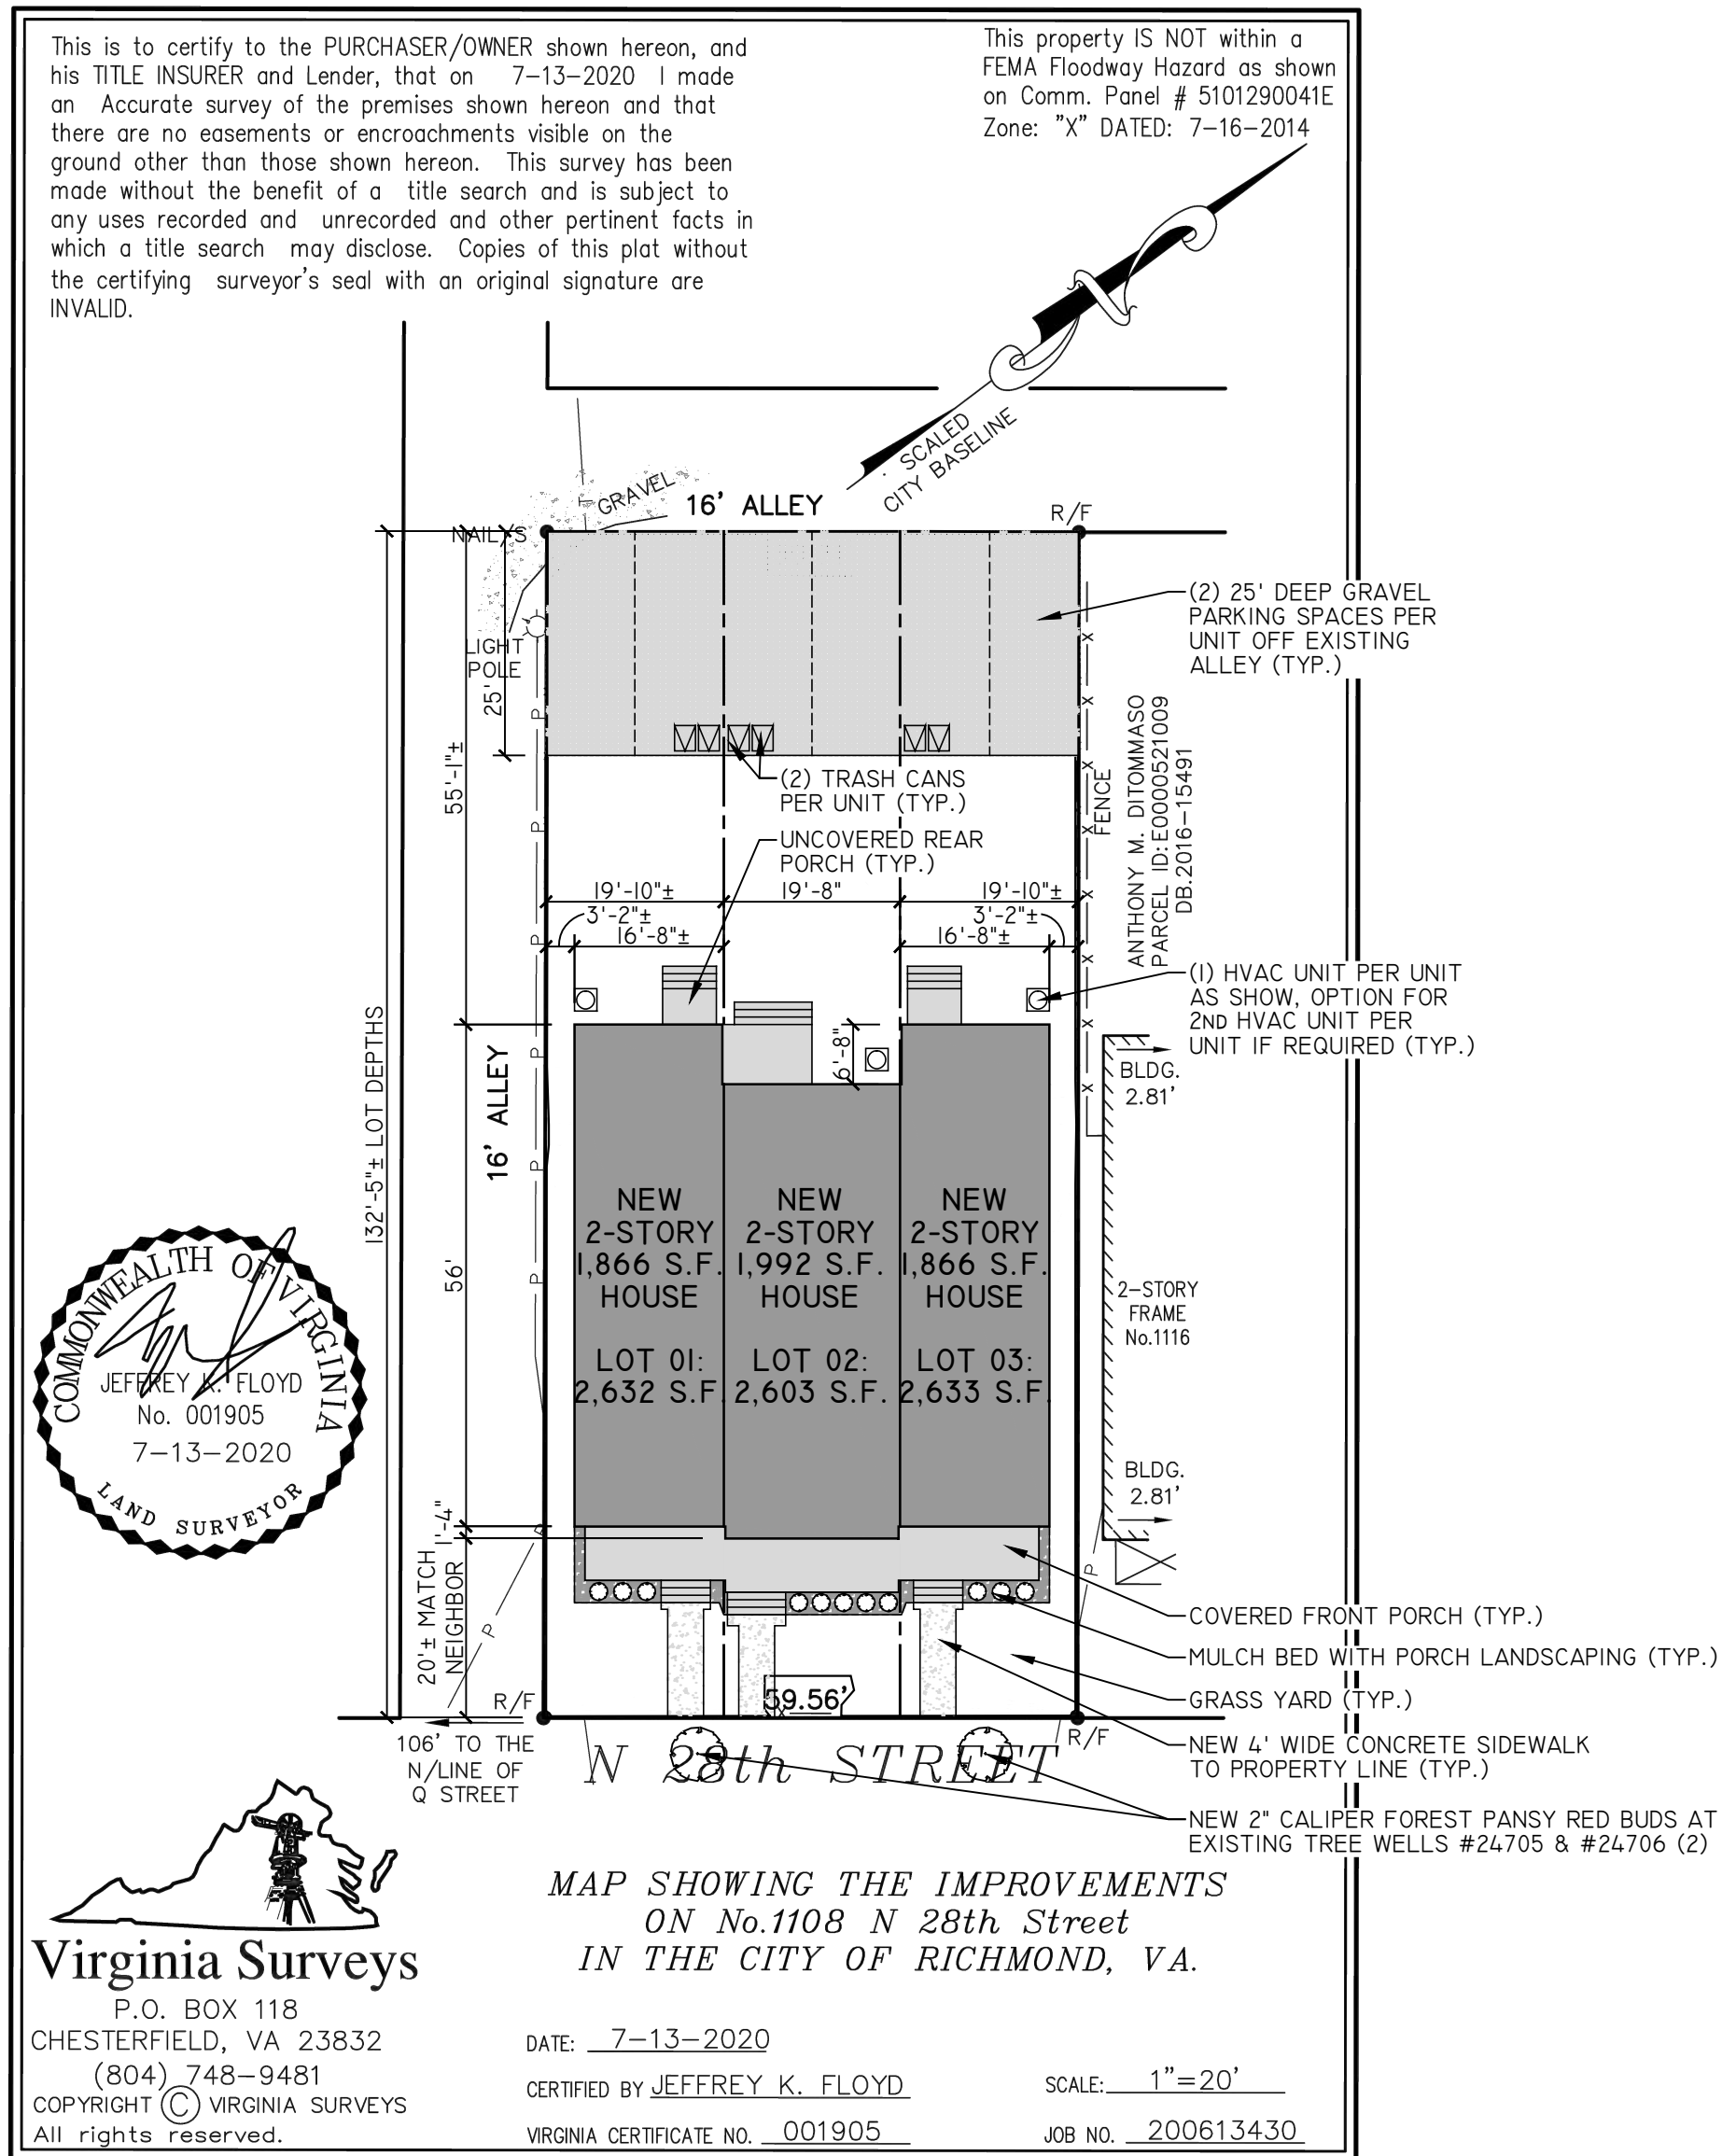 This is to certify to the PURCHASER/OWNER shown hereon, and
his TITLE INSURER and Lender, that on 7-13-2020 I made
an Accurate survey of the premises shown hereon and that
there are no easements or encroachments visible on the
ground other than those shown hereon. This survey has been
made without the benefit of a title search and is subject to
any uses recorded and unrecorded and other pertinent facts in
which a title search may disclose. Copies of this plat without
the certifying surveyor's seal with an original signature are
INVALID.
This property IS NOT within a
FEMA Floodway Hazard as shown
on Comm. Panel # 5101290041E
Zone: "X" DATED: 7-16-2014
SCALED
CITY BASELINE
GRAVEL
16' ALLEY
R/F
NAIL/S
LIGHT
POLE
25'
55'-1"±
132'-5"± LOT DEPTHS
(2) 25' DEEP GRAVEL
PARKING SPACES PER
UNIT OFF EXISTING
ALLEY (TYP.)
(2) TRASH CANS
PER UNIT (TYP.)
UNCOVERED REAR
PORCH (TYP.)
FENCE
ANTHONY M. DITOMMASO
PARCEL ID:E0000521009
DB.2016-15491
19'-10"±
19'-8"
19'-10"±
3'-2"±
3'-2"±
16'-8"±
16'-8"±
(1) HVAC UNIT PER UNIT
AS SHOW, OPTION FOR
2ND HVAC UNIT PER
UNIT IF REQUIRED (TYP.)
6'-8"
16' ALLEY
BLDG.
2.81'
56'
NEW
2-STORY
1,866 S.F.
HOUSE
LOT 01:
2,632 S.F.
NEW
2-STORY
1,992 S.F.
HOUSE
LOT 02:
2,603 S.F.
NEW
2-STORY
1,866 S.F.
HOUSE
LOT 03:
2,633 S.F.
2-STORY
FRAME
No.1116
BLDG.
2.81'
COMMONWEALTH OF VIRGINIA
JEFFREY K. FLOYD
No. 001905
7-13-2020
LAND SURVEYOR
1'-4"
20'± MATCH
NEIGHBOR
COVERED FRONT PORCH (TYP.)
MULCH BED WITH PORCH LANDSCAPING (TYP.)
GRASS YARD (TYP.)
NEW 4' WIDE CONCRETE SIDEWALK
TO PROPERTY LINE (TYP.)
NEW 2" CALIPER FOREST PANSY RED BUDS AT
EXISTING TREE WELLS #24705 & #24706 (2)
59.56'
R/F
R/F
106' TO THE
N/LINE OF
Q STREET
N 28th STREET
MAP SHOWING THE IMPROVEMENTS
ON No.1108 N 28th Street
IN THE CITY OF RICHMOND, VA.
Virginia Surveys
P.O. BOX 118
CHESTERFIELD, VA 23832
(804) 748-9481
COPYRIGHT © VIRGINIA SURVEYS
All rights reserved.
DATE: 7-13-2020
CERTIFIED BY JEFFREY K. FLOYD
VIRGINIA CERTIFICATE NO. 001905
SCALE: 1"=20'
JOB NO. 200613430